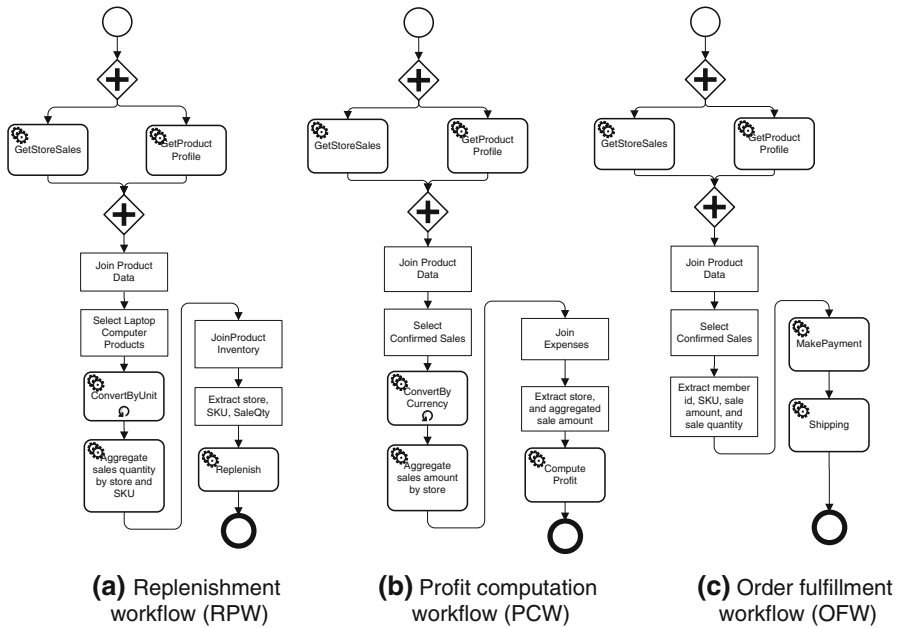 GetStoreSales
GetProduct
Profile
Join Product
Data
Select Laptop
Computer
Products
ConvertByUnit
Aggregate
sales quantity
by store and
SKU
JoinProduct
Inventory
Extract store,
SKU, SaleQty
Replenish
(a) Replenishment
workflow (RPW)
GetStoreSales
GetProduct
Profile
Join Product
Data
Select
Confirmed Sales
ConvertBy
Currency
Aggregate
sales amount
by store
Join
Expenses
Extract store,
and aggregated
sale amount
Compute
Profit
(b) Profit computation
workflow (PCW)
GetStoreSales
GetProduct
Profile
Join Product
Data
Select
Confirmed Sales
Extract member
id, SKU, sale
amount, and
sale quantity
MakePayment
Shipping
(c) Order fulfillment
workflow (OFW)